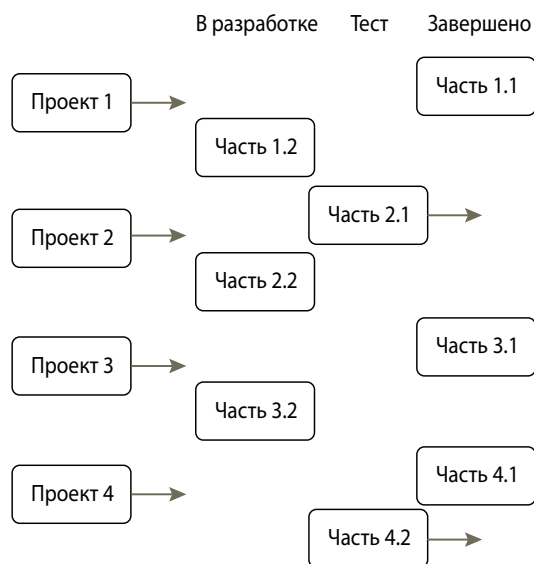 В разработке Тест Завершено
Часть 1.1
Проект 1
Часть 1.2
Часть 2.1
Проект 2
Часть 2.2
Часть 3.1
Проект 3
Часть 3.2
Часть 4.1
Проект 4
Часть 4.2